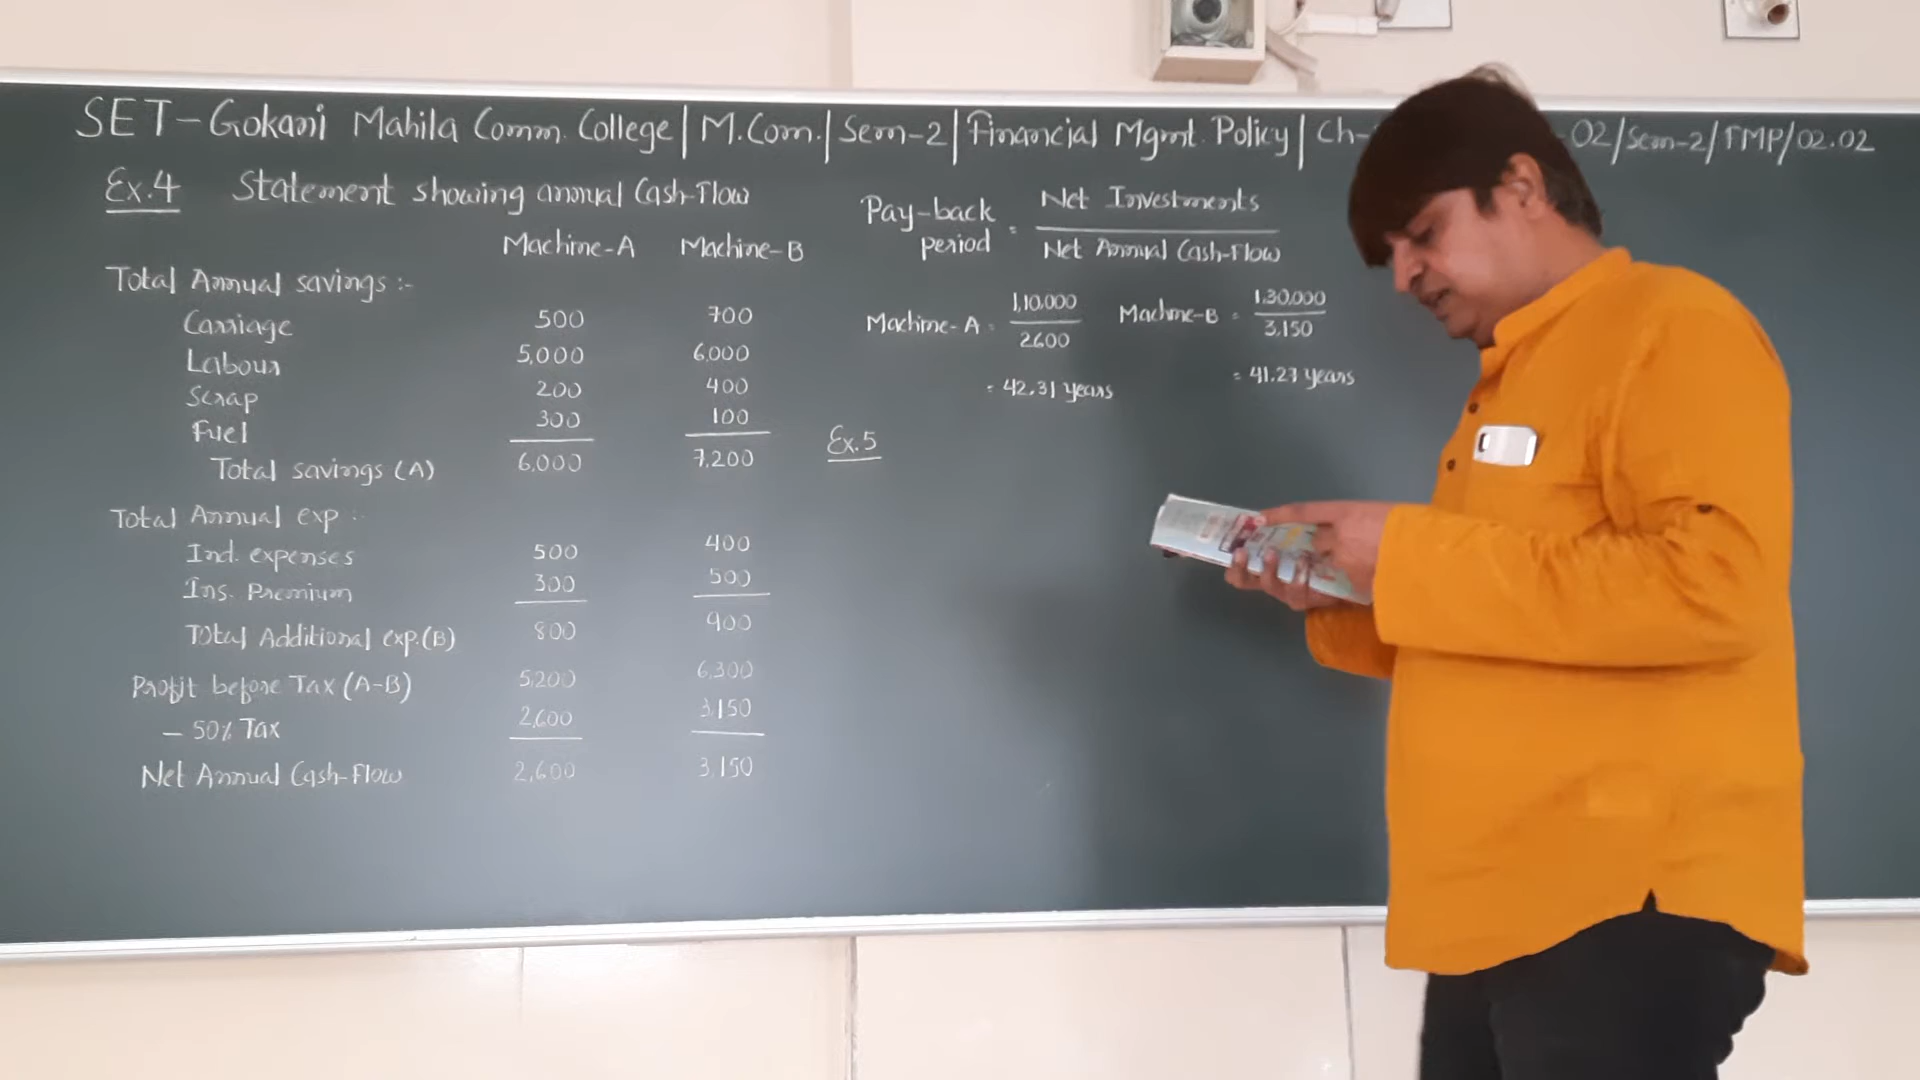 SET-Gokani Mahila Comm. College | M.Com. | Sem-2 | Financial Mgmt. Policy | Ch- 02/Sem-2/FMP/02.02
Ex.4 Statement showing annual Cash-Flow
Machine-A Machine-B
Total Annual savings :-
Carriage 500 700
Labour 5,000 6,000
Scrap 200 400
Fuel 300 100
Total savings (A) 6,000 7,200
Total Annual exp :-
Ind. expenses 500 400
Ins. Premium 300 500
Total Additional exp.(B) 800 900
Profit before Tax (A-B) 5,200 6,300
- 50% Tax 2,600 3,150
Net Annual Cash-Flow 2,600 3,150
Pay-back period = Net Investments
Net Annual Cash-Flow
Machine-A = 1,10,000
2600
= 42.31 years
Machine-B = 1,30,000
3,150
= 41.27 years
Ex.5